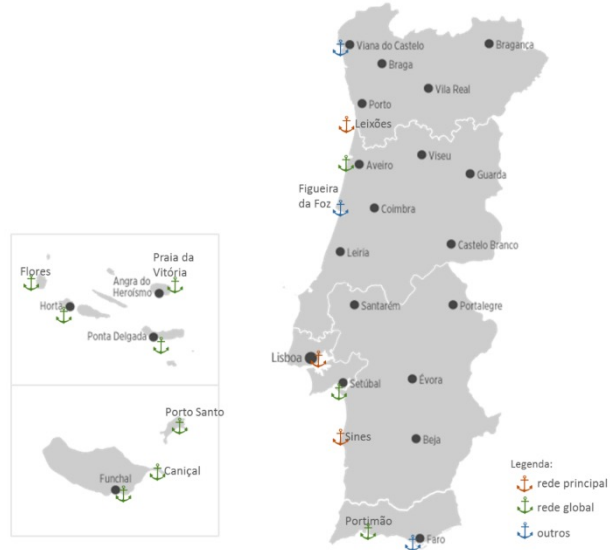 Viana do Castelo
Bragança
Braga
Vila Real
Porto
Leixões
Viseu
Aveiro
Guarda
Figueira
da Foz
Coimbra
Castelo Branco
Leiria
Flores
Praia da
Vitória
Angra do
Heroísmo
Horta
Ponta Delgada
Santarém
Portalegre
Lisboa
Setúbal
Évora
Porto Santo
Sines
Beja
Caniçal
Funchal
Portimão
Faro
Legenda:
rede principal
rede global
outros